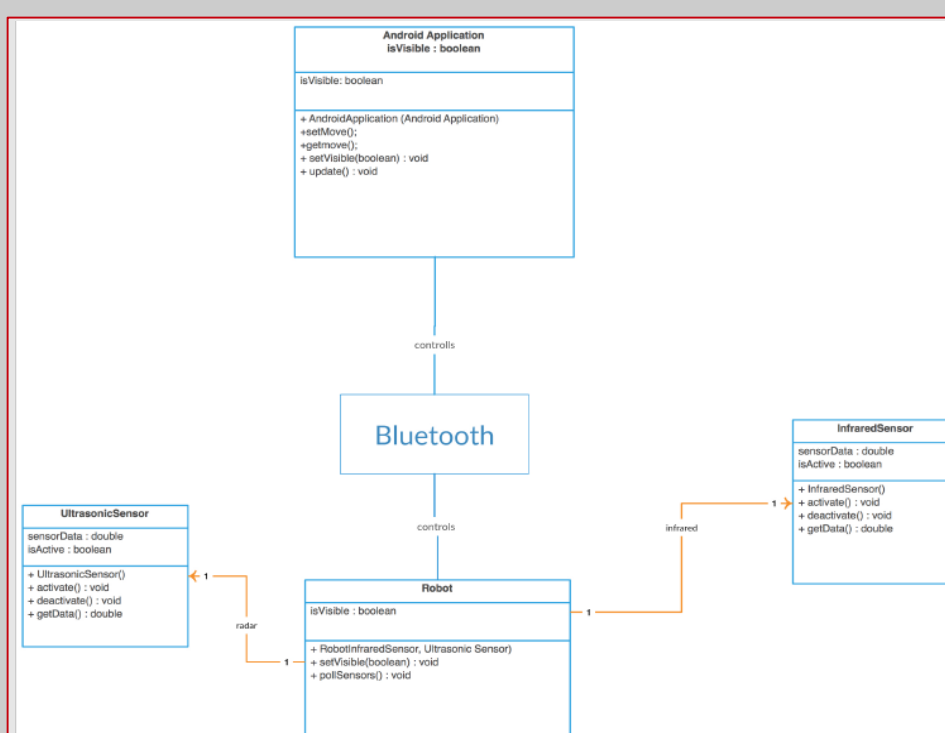 Android Application
isVisible : boolean
isVisible: boolean
+ AndroidApplication (Android Application)
+setMove();
+getmove();
+ setVisible(boolean) : void
+ update() : void
controlls
Bluetooth
controls
InfraredSensor
sensorData : double
isActive : boolean
+ InfraredSensor()
+ activate() : void
+ deactivate() : void
+ getData() : double
1
infrared
1
UltrasonicSensor
sensorData : double
isActive : boolean
+ UltrasonicSensor()
+ activate() : void
+ deactivate() : void
+ getData() : double
1
radar
1
Robot
isVisible : boolean
+ RobotInfraredSensor, Ultrasonic Sensor)
+ setVisible(boolean) : void
+ pollSensors() : void